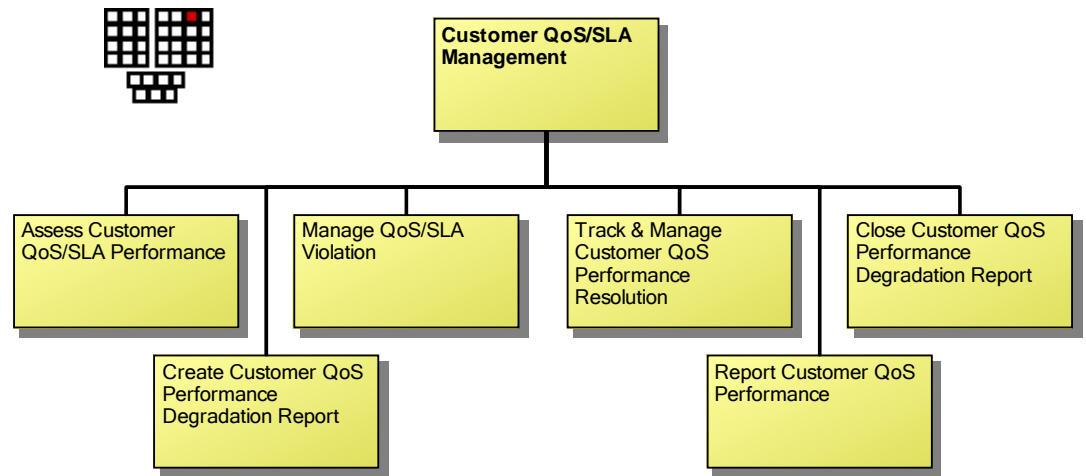 Customer QoS/SLA
Management
Assess Customer
QoS/SLA Performance
Manage QoS/SLA
Violation
Track & Manage
Customer QoS
Performance
Resolution
Close Customer QoS
Performance
Degradation Report
Create Customer QoS
Performance
Degradation Report
Report Customer QoS
Performance